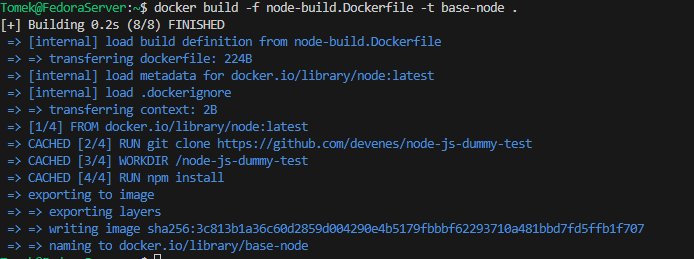 Tomek@FedoraServer:~$ docker build -f node-build.Dockerfile -t base-node .
[+] Building 0.2s (8/8) FINISHED
=> [internal] load build definition from node-build.Dockerfile
=> => transferring dockerfile: 224B
=> [internal] load metadata for docker.io/library/node:latest
=> [internal] load .dockerignore
=> => transferring context: 2B
=> [1/4] FROM docker.io/library/node:latest
=> CACHED [2/4] RUN git clone https://github.com/devenes/node-js-dummy-test
=> CACHED [3/4] WORKDIR /node-js-dummy-test
=> CACHED [4/4] RUN npm install
=> exporting to image
=> => exporting layers
=> => writing image sha256:3c813b1a36c60d2859d004290e4b5179fbbbf62293710a481bbd7fd5ffb1f707
=> => naming to docker.io/library/base-node